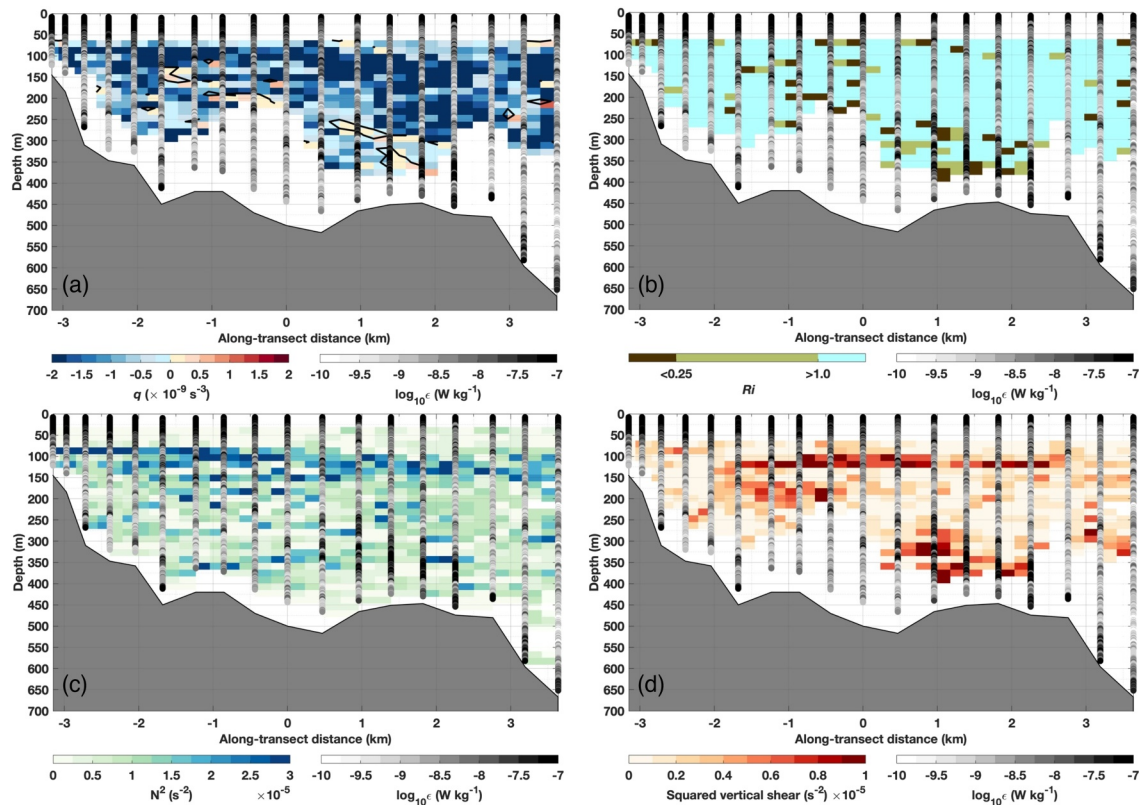 0
50
100
150
200
250
300
350
400
450
500
550
600
650
700
Depth (m)
(a)
-3 -2 -1 0 1 2 3
Along-transect distance (km)
-2 -1.5 -1 -0.5 0 0.5 1 1.5 2
q (× 10⁻⁹ s⁻³)
-10 -9.5 -9 -8.5 -8 -7.5 -7
log₁₀ϵ (W kg⁻¹)
0
50
100
150
200
250
300
350
400
450
500
550
600
650
700
Depth (m)
(b)
-3 -2 -1 0 1 2 3
Along-transect distance (km)
<0.25 >1.0
Ri
-10 -9.5 -9 -8.5 -8 -7.5 -7
log₁₀ϵ (W kg⁻¹)
0
50
100
150
200
250
300
350
400
450
500
550
600
650
700
Depth (m)
(c)
-3 -2 -1 0 1 2 3
Along-transect distance (km)
0 0.5 1 1.5 2 2.5 3
N² (s⁻²) ×10⁻⁵
-10 -9.5 -9 -8.5 -8 -7.5 -7
log₁₀ϵ (W kg⁻¹)
0
50
100
150
200
250
300
350
400
450
500
550
600
650
700
Depth (m)
(d)
-3 -2 -1 0 1 2 3
Along-transect distance (km)
0 0.2 0.4 0.6 0.8 1
Squared vertical shear (s⁻²) ×10⁻⁵
-10 -9.5 -9 -8.5 -8 -7.5 -7
log₁₀ϵ (W kg⁻¹)